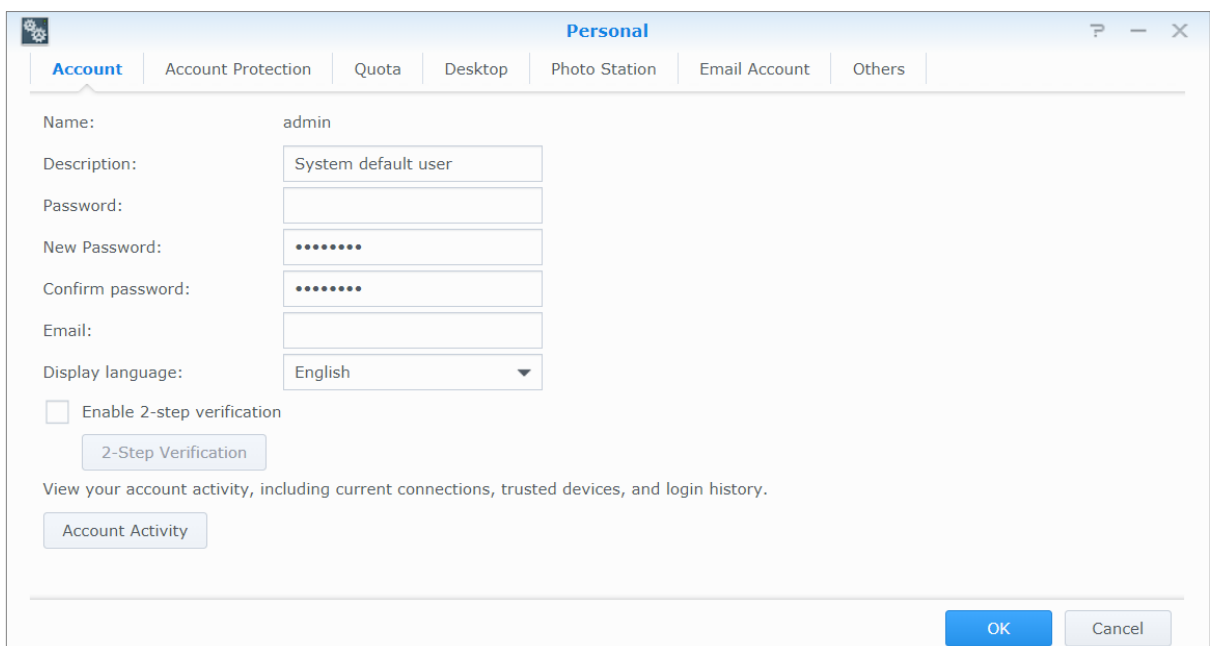 Personal
Account Account Protection Quota Desktop Photo Station Email Account Others
Name: admin
Description: System default user
Password:
New Password: ••••••••
Confirm password: ••••••••
Email:
Display language: English
Enable 2-step verification
2-Step Verification
View your account activity, including current connections, trusted devices, and login history.
Account Activity
OK Cancel